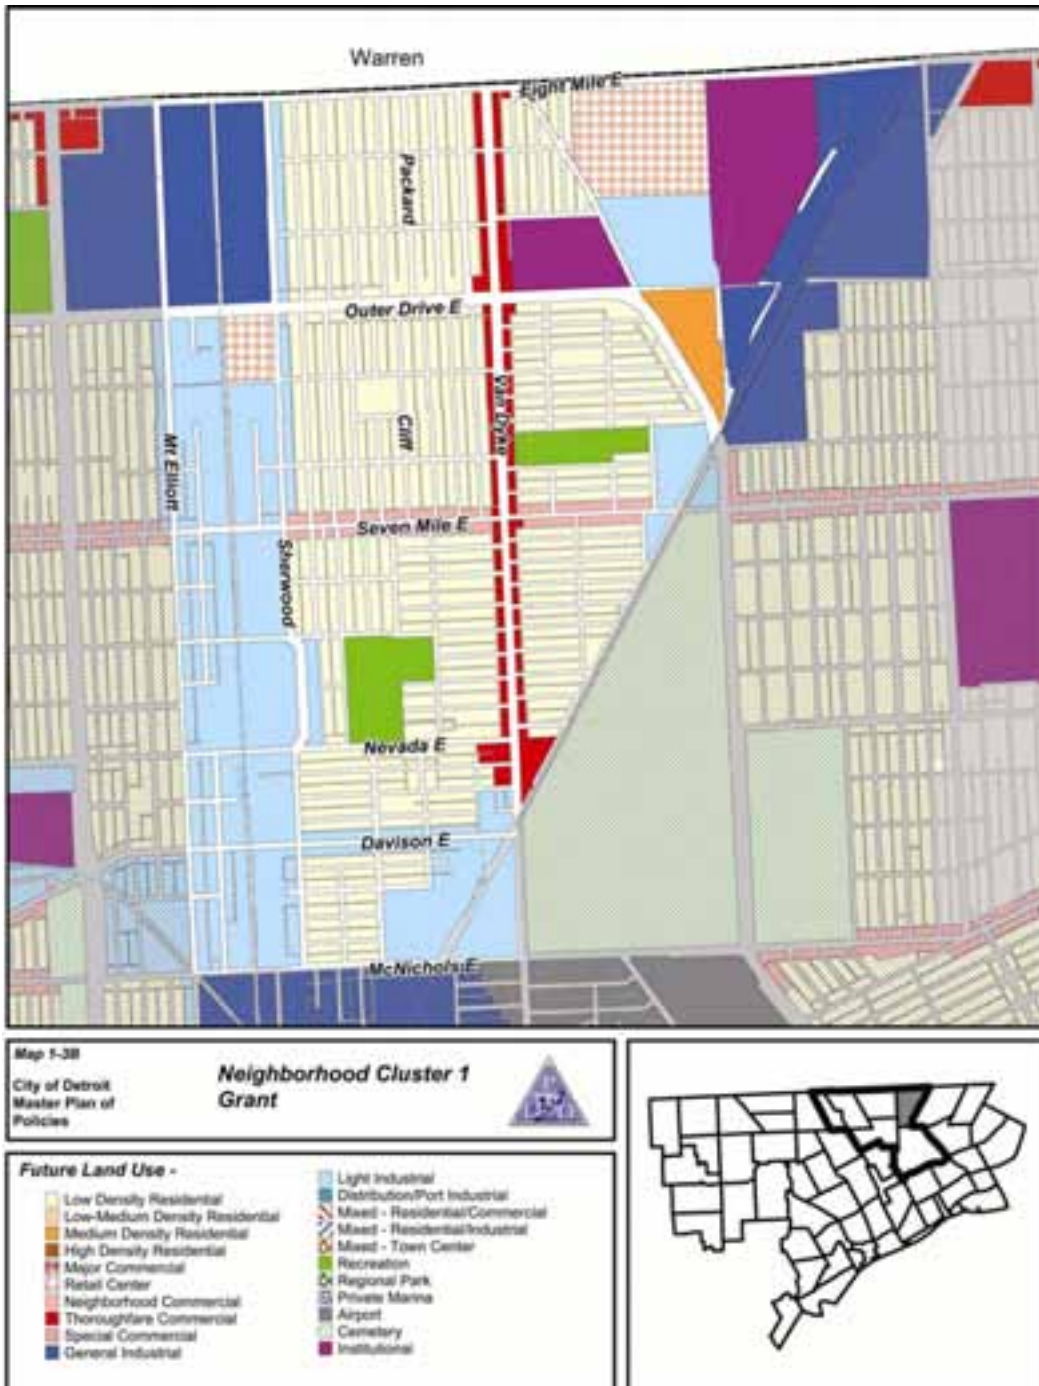 Warren
Eight Mile E
Packard
Outer Drive E
Van Dyke
Cliff
Mt Elliott
Seven Mile E
Sherwood
Nevada E
Davison E
McNichols E
Map 1-3B
City of Detroit
Master Plan of
Policies
Neighborhood Cluster 1
Grant
Future Land Use -
Low Density Residential
Low-Medium Density Residential
Medium Density Residential
High Density Residential
Major Commercial
Retail Center
Neighborhood Commercial
Thoroughfare Commercial
Special Commercial
General Industrial
Light Industrial
Distribution/Port Industrial
Mixed - Residential/Commercial
Mixed - Residential/Industrial
Mixed - Town Center
Recreation
Regional Park
Private Marina
Airport
Cemetery
Institutional